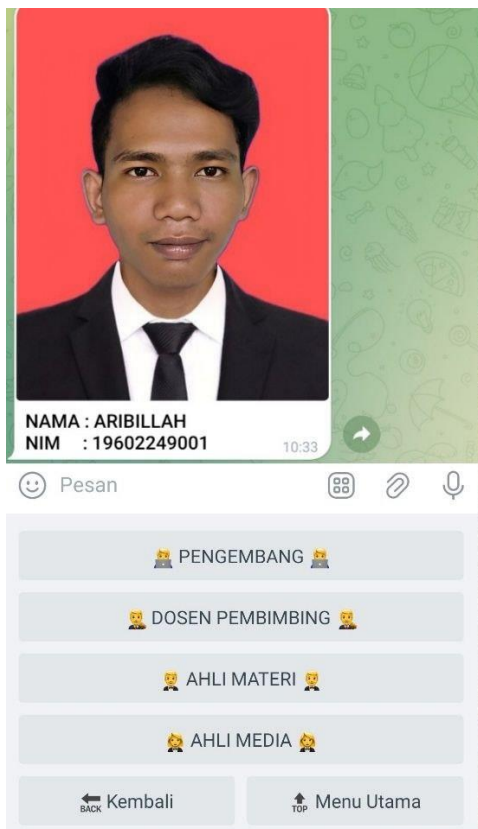 NAMA : ARIBILLAH
NIM : 19602249001
10:33
Pesan
PENGEMBANG
DOSEN PEMBIMBING
AHLI MATERI
AHLI MEDIA
BACK Kembali
TOP Menu Utama